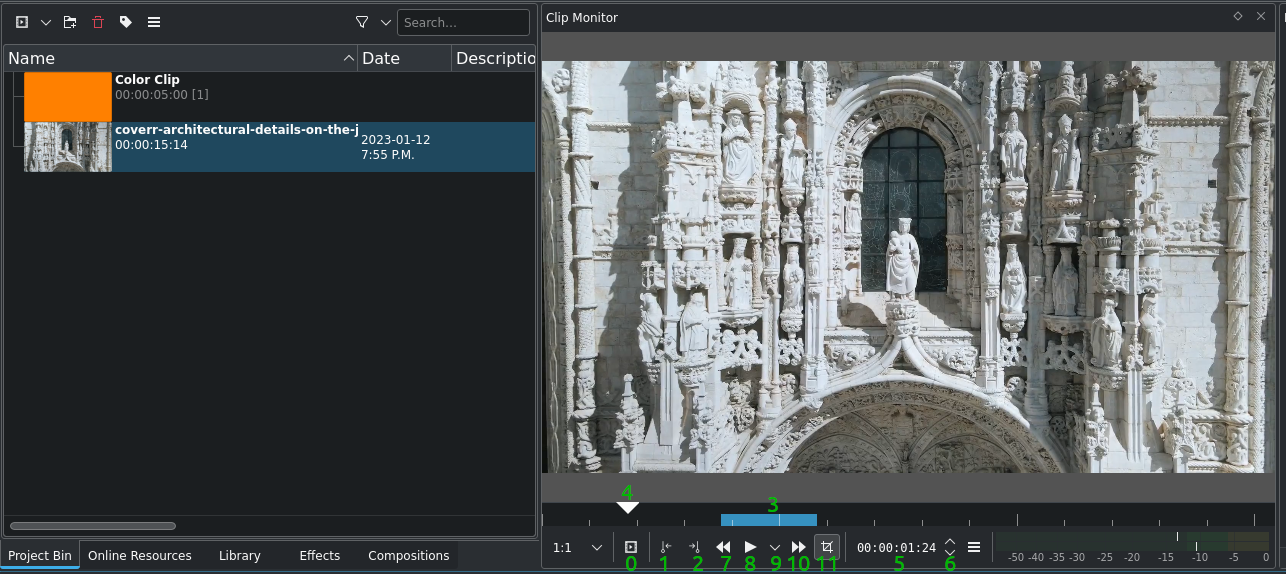 Search...
Name Date Descriptio
Color Clip
00:00:05:00 [1]
coverr-architectural-details-on-the-j
00:00:15:14
2023-01-12
7:55 P.M.
Project Bin Online Resources Library Effects Compositions
Clip Monitor
4 3
1:1 00:00:01:24
0 1 2 7 8 9 10 11 5 6
-50 -40 -35 -30 -25 -20 -15 -10 -5 0